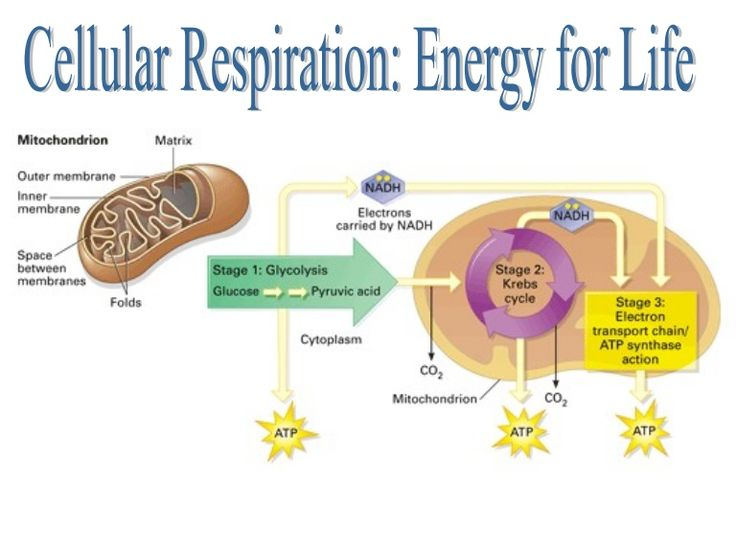 Cellular Respiration: Energy for Life
Mitochondrion
Matrix
Outer membrane
Inner
membrane
Space
between
membranes
Folds
NADH
Electrons
carried by NADH
NADH
Stage 1: Glycolysis
Glucose
Pyruvic acid
Cytoplasm
Stage 2:
Krebs
cycle
Stage 3:
Electron
transport chain/
ATP synthase
action
CO₂
Mitochondrion
CO₂
ATP
ATP
ATP